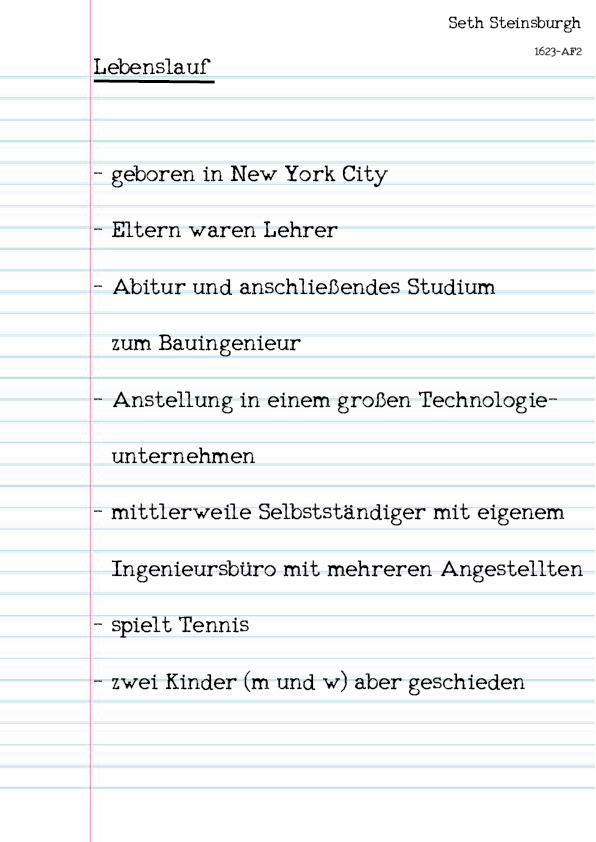 Seth Steinsburgh
1623-AF2
Lebenslauf
- geboren in New York City
- Eltern waren Lehrer
- Abitur und anschließendes Studium
zum Bauingenieur
- Anstellung in einem großen Technologie-
unternehmen
- mittlerweile Selbstständiger mit eigenem
Ingenieursbüro mit mehreren Angestellten
- spielt Tennis
- zwei Kinder (m und w) aber geschieden